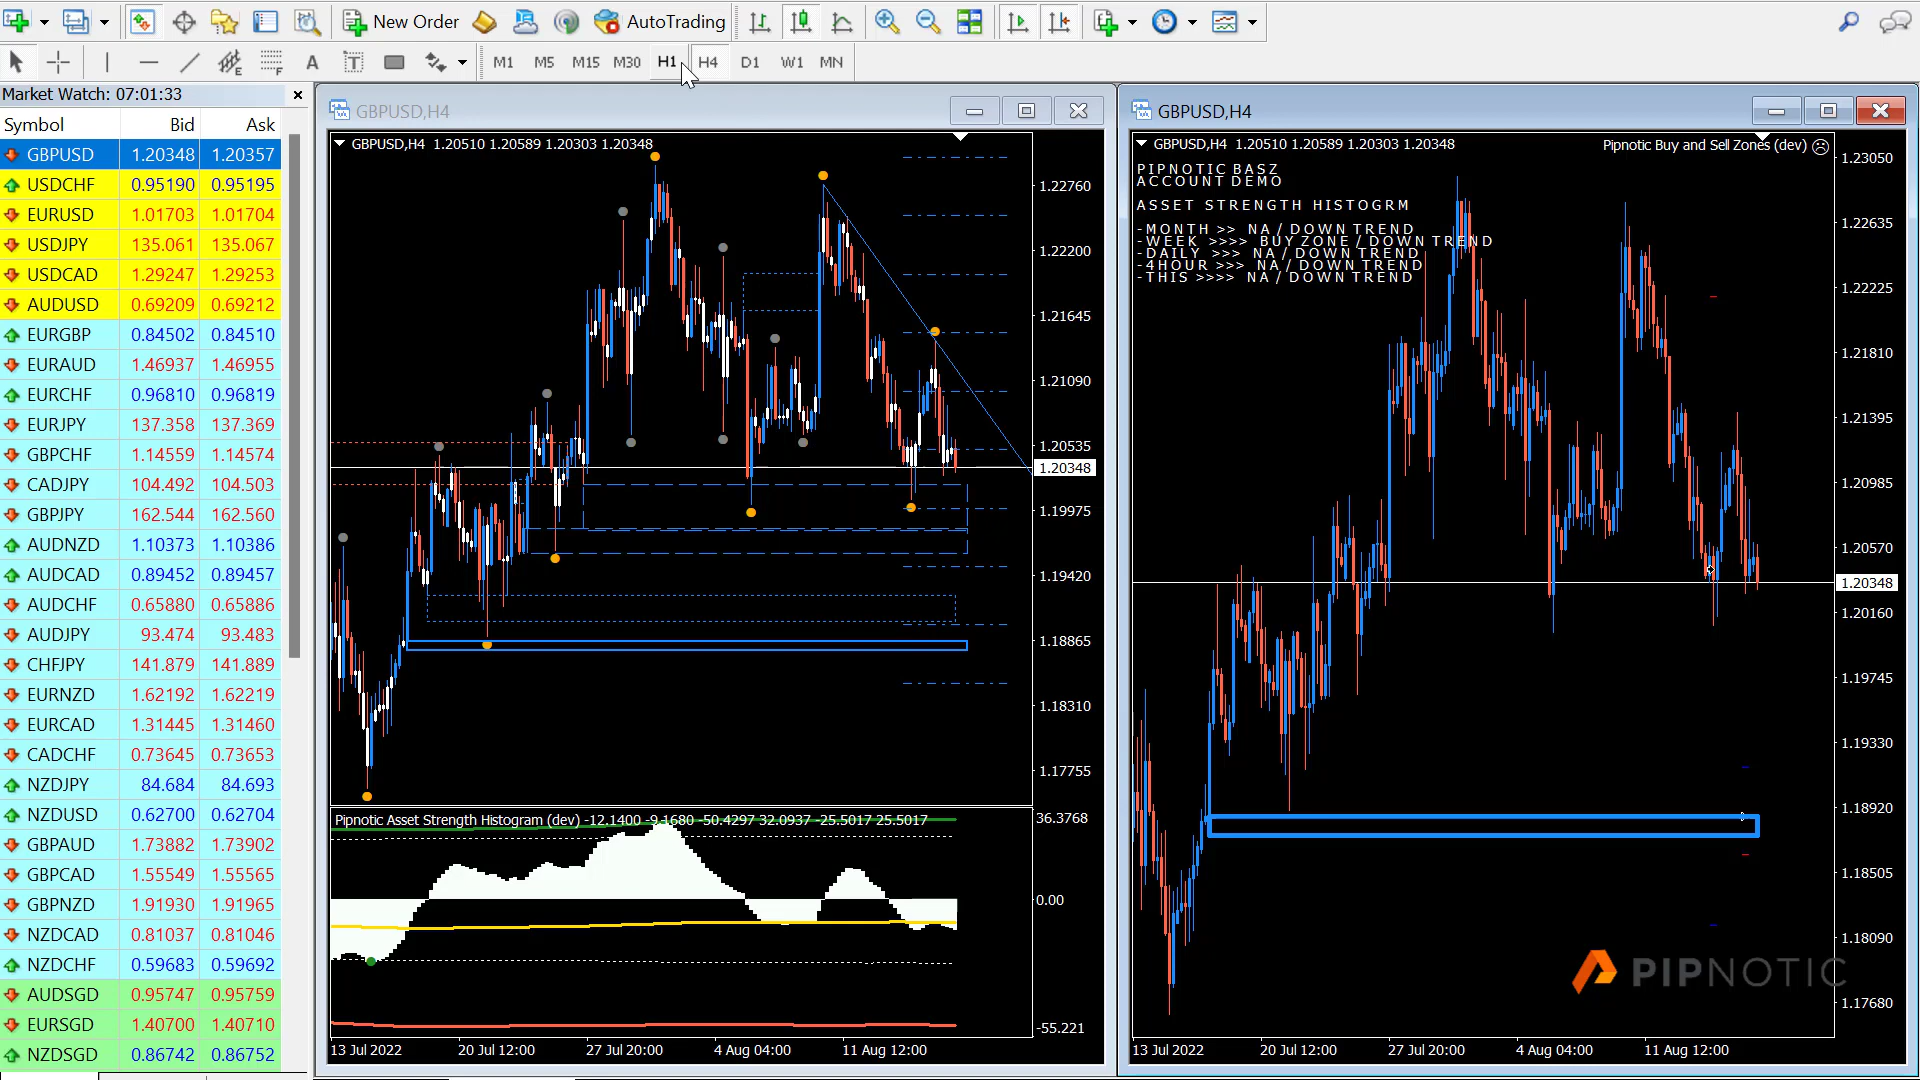 New Order
AutoTrading
A
T
M1 M5 M15 M30 H1 H4 D1 W1 MN
Market Watch: 07:01:33
Symbol Bid Ask
GBPUSD 1.20348 1.20357
USDCHF 0.95190 0.95195
EURUSD 1.01703 1.01704
USDJPY 135.061 135.067
USDCAD 1.29247 1.29253
AUDUSD 0.69209 0.69212
EURGBP 0.84502 0.84510
EURAUD 1.46937 1.46955
EURCHF 0.96810 0.96819
EURJPY 137.358 137.369
GBPCHF 1.14559 1.14574
CADJPY 104.492 104.503
GBPJPY 162.544 162.560
AUDNZD 1.10373 1.10386
AUDCAD 0.89452 0.89457
AUDCHF 0.65880 0.65886
AUDJPY 93.474 93.483
CHFJPY 141.879 141.889
EURNZD 1.62192 1.62219
EURCAD 1.31445 1.31460
CADCHF 0.73645 0.73653
NZDJPY 84.684 84.693
NZDUSD 0.62700 0.62704
GBPAUD 1.73882 1.73902
GBPCAD 1.55549 1.55565
GBPNZD 1.91930 1.91965
NZDCAD 0.81037 0.81046
NZDCHF 0.59683 0.59692
AUDSGD 0.95747 0.95759
EURSGD 1.40700 1.40710
NZDSGD 0.86742 0.86752
GBPUSD,H4
GBPUSD,H4 1.20510 1.20589 1.20303 1.20348
1.22760
1.22200
1.21645
1.21090
1.20535
1.20348
1.19975
1.19420
1.18865
1.18310
1.17755
Pipnotic Asset Strength Histogram (dev) -12.1400 -9.1680 -50.4297 32.0937 -25.5017 25.5017
36.3768
0.00
-55.221
13 Jul 2022 20 Jul 12:00 27 Jul 20:00 4 Aug 04:00 11 Aug 12:00
GBPUSD,H4
GBPUSD,H4 1.20510 1.20589 1.20303 1.20348
Pipnotic Buy and Sell Zones (dev)
PIPNOTIC BASZ
ACCOUNT DEMO
ASSET STRENGTH HISTOGRM
-MONTH >> NA / DOWN TREND
-WEEK >>>> BUY ZONE / DOWN TREND
-DAILY >>> NA / DOWN TREND
-4HOUR >>> NA / DOWN TREND
-THIS >>>> NA / DOWN TREND
1.23050
1.22635
1.22225
1.21810
1.21395
1.20985
1.20570
1.20348
1.20160
1.19745
1.19330
1.18920
1.18505
1.18090
1.17680
PIPNOTIC
13 Jul 2022 20 Jul 12:00 27 Jul 20:00 4 Aug 04:00 11 Aug 12:00